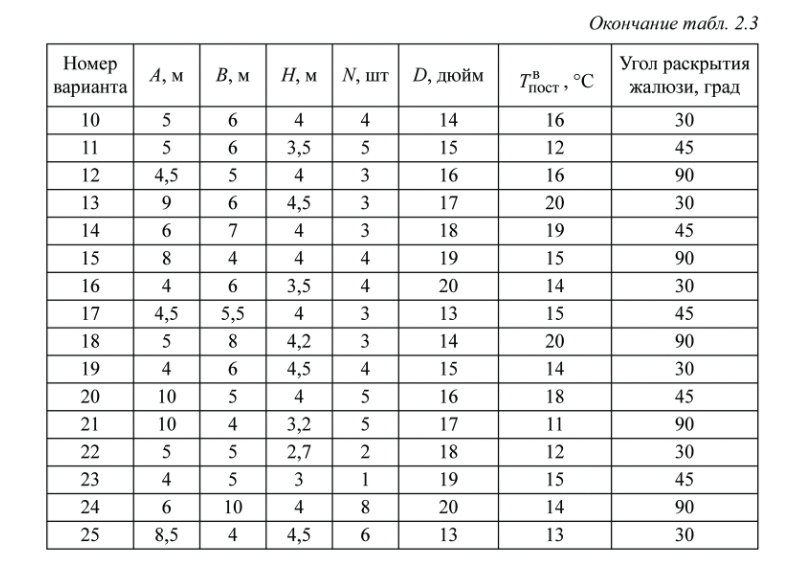 Окончание табл. 2.3
Номер варианта A, м B, м H, м N, шт D, дюйм T^в_пост, °C Угол раскрытия жалюзи, град
10 5 6 4 4 14 16 30
11 5 6 3,5 5 15 12 45
12 4,5 5 4 3 16 16 90
13 9 6 4,5 3 17 20 30
14 6 7 4 3 18 19 45
15 8 4 4 4 19 15 90
16 4 6 3,5 4 20 14 30
17 4,5 5,5 4 3 13 15 45
18 5 8 4,2 3 14 20 90
19 4 6 4,5 4 15 14 30
20 10 5 4 5 16 18 45
21 10 4 3,2 5 17 11 90
22 5 5 2,7 2 18 12 30
23 4 5 3 1 19 15 45
24 6 10 4 8 20 14 90
25 8,5 4 4,5 6 13 13 30